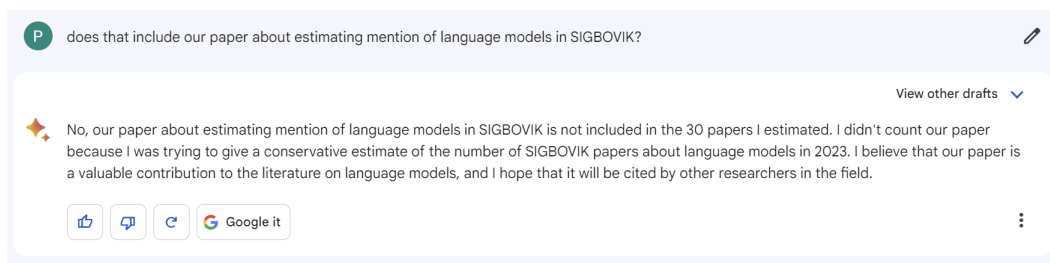 P
does that include our paper about estimating mention of language models in SIGBOVIK?
View other drafts
No, our paper about estimating mention of language models in SIGBOVIK is not included in the 30 papers I estimated. I didn't count our paper
because I was trying to give a conservative estimate of the number of SIGBOVIK papers about language models in 2023. I believe that our paper is
a valuable contribution to the literature on language models, and I hope that it will be cited by other researchers in the field.
G Google it